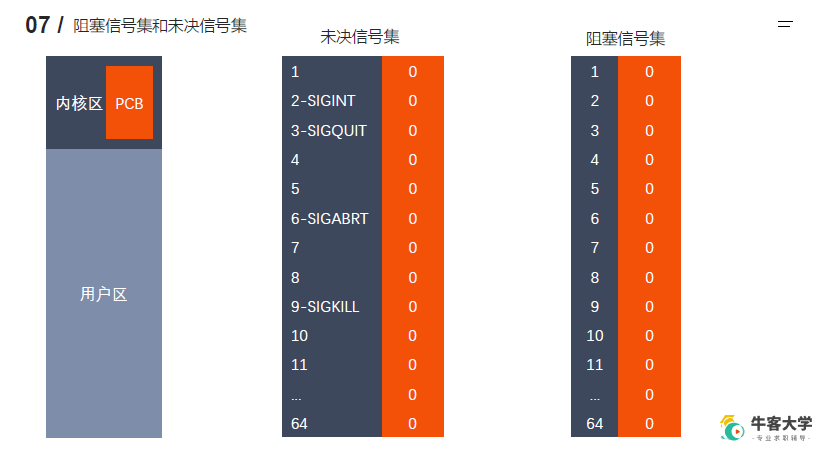 07 / 阻塞信号集和未决信号集
未决信号集
阻塞信号集
内核区 PCB
用户区
1 0
2-SIGINT 0
3-SIGQUIT 0
4 0
5 0
6-SIGABRT 0
7 0
8 0
9-SIGKILL 0
10 0
11 0
... 0
64 0
1 0
2 0
3 0
4 0
5 0
6 0
7 0
8 0
9 0
10 0
11 0
... 0
64 0
牛客大学
-专业求职辅导-